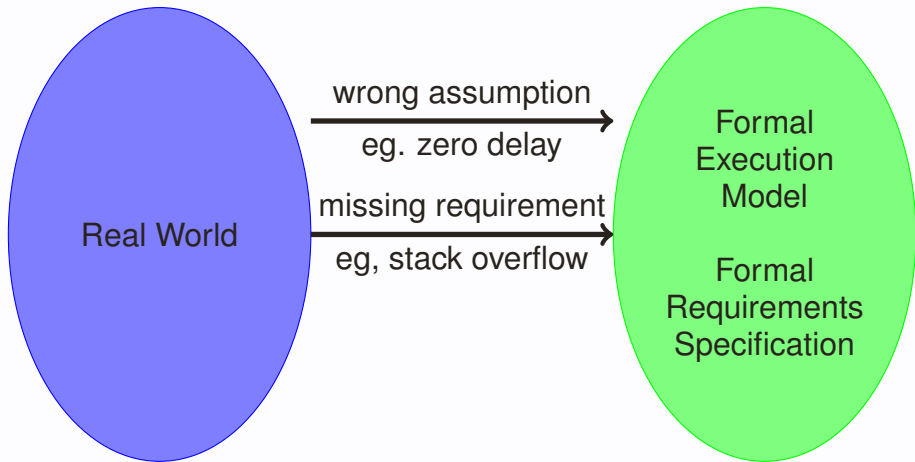 Real World
wrong assumption
eg. zero delay
missing requirement
eg, stack overflow
Formal
Execution
Model
Formal
Requirements
Specification